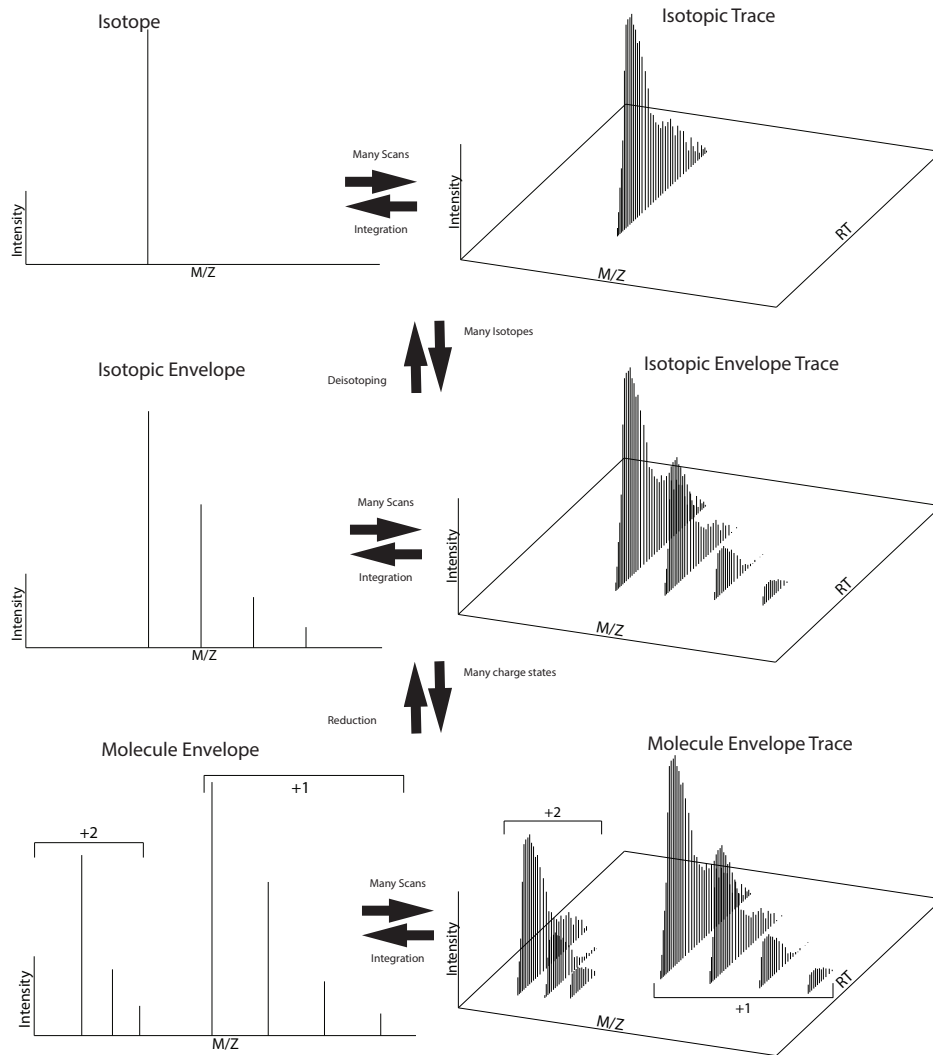 Isotope
Isotopic Trace
Many Scans
Integration
Intensity
M/Z
Intensity
M/Z
RT
Many Isotopes
Deisotoping
Isotopic Envelope
Isotopic Envelope Trace
Many Scans
Integration
Intensity
M/Z
Intensity
M/Z
RT
Many charge states
Reduction
Molecule Envelope
Molecule Envelope Trace
+1
+2
+2
Many Scans
Integration
Intensity
M/Z
Intensity
M/Z
RT
+1